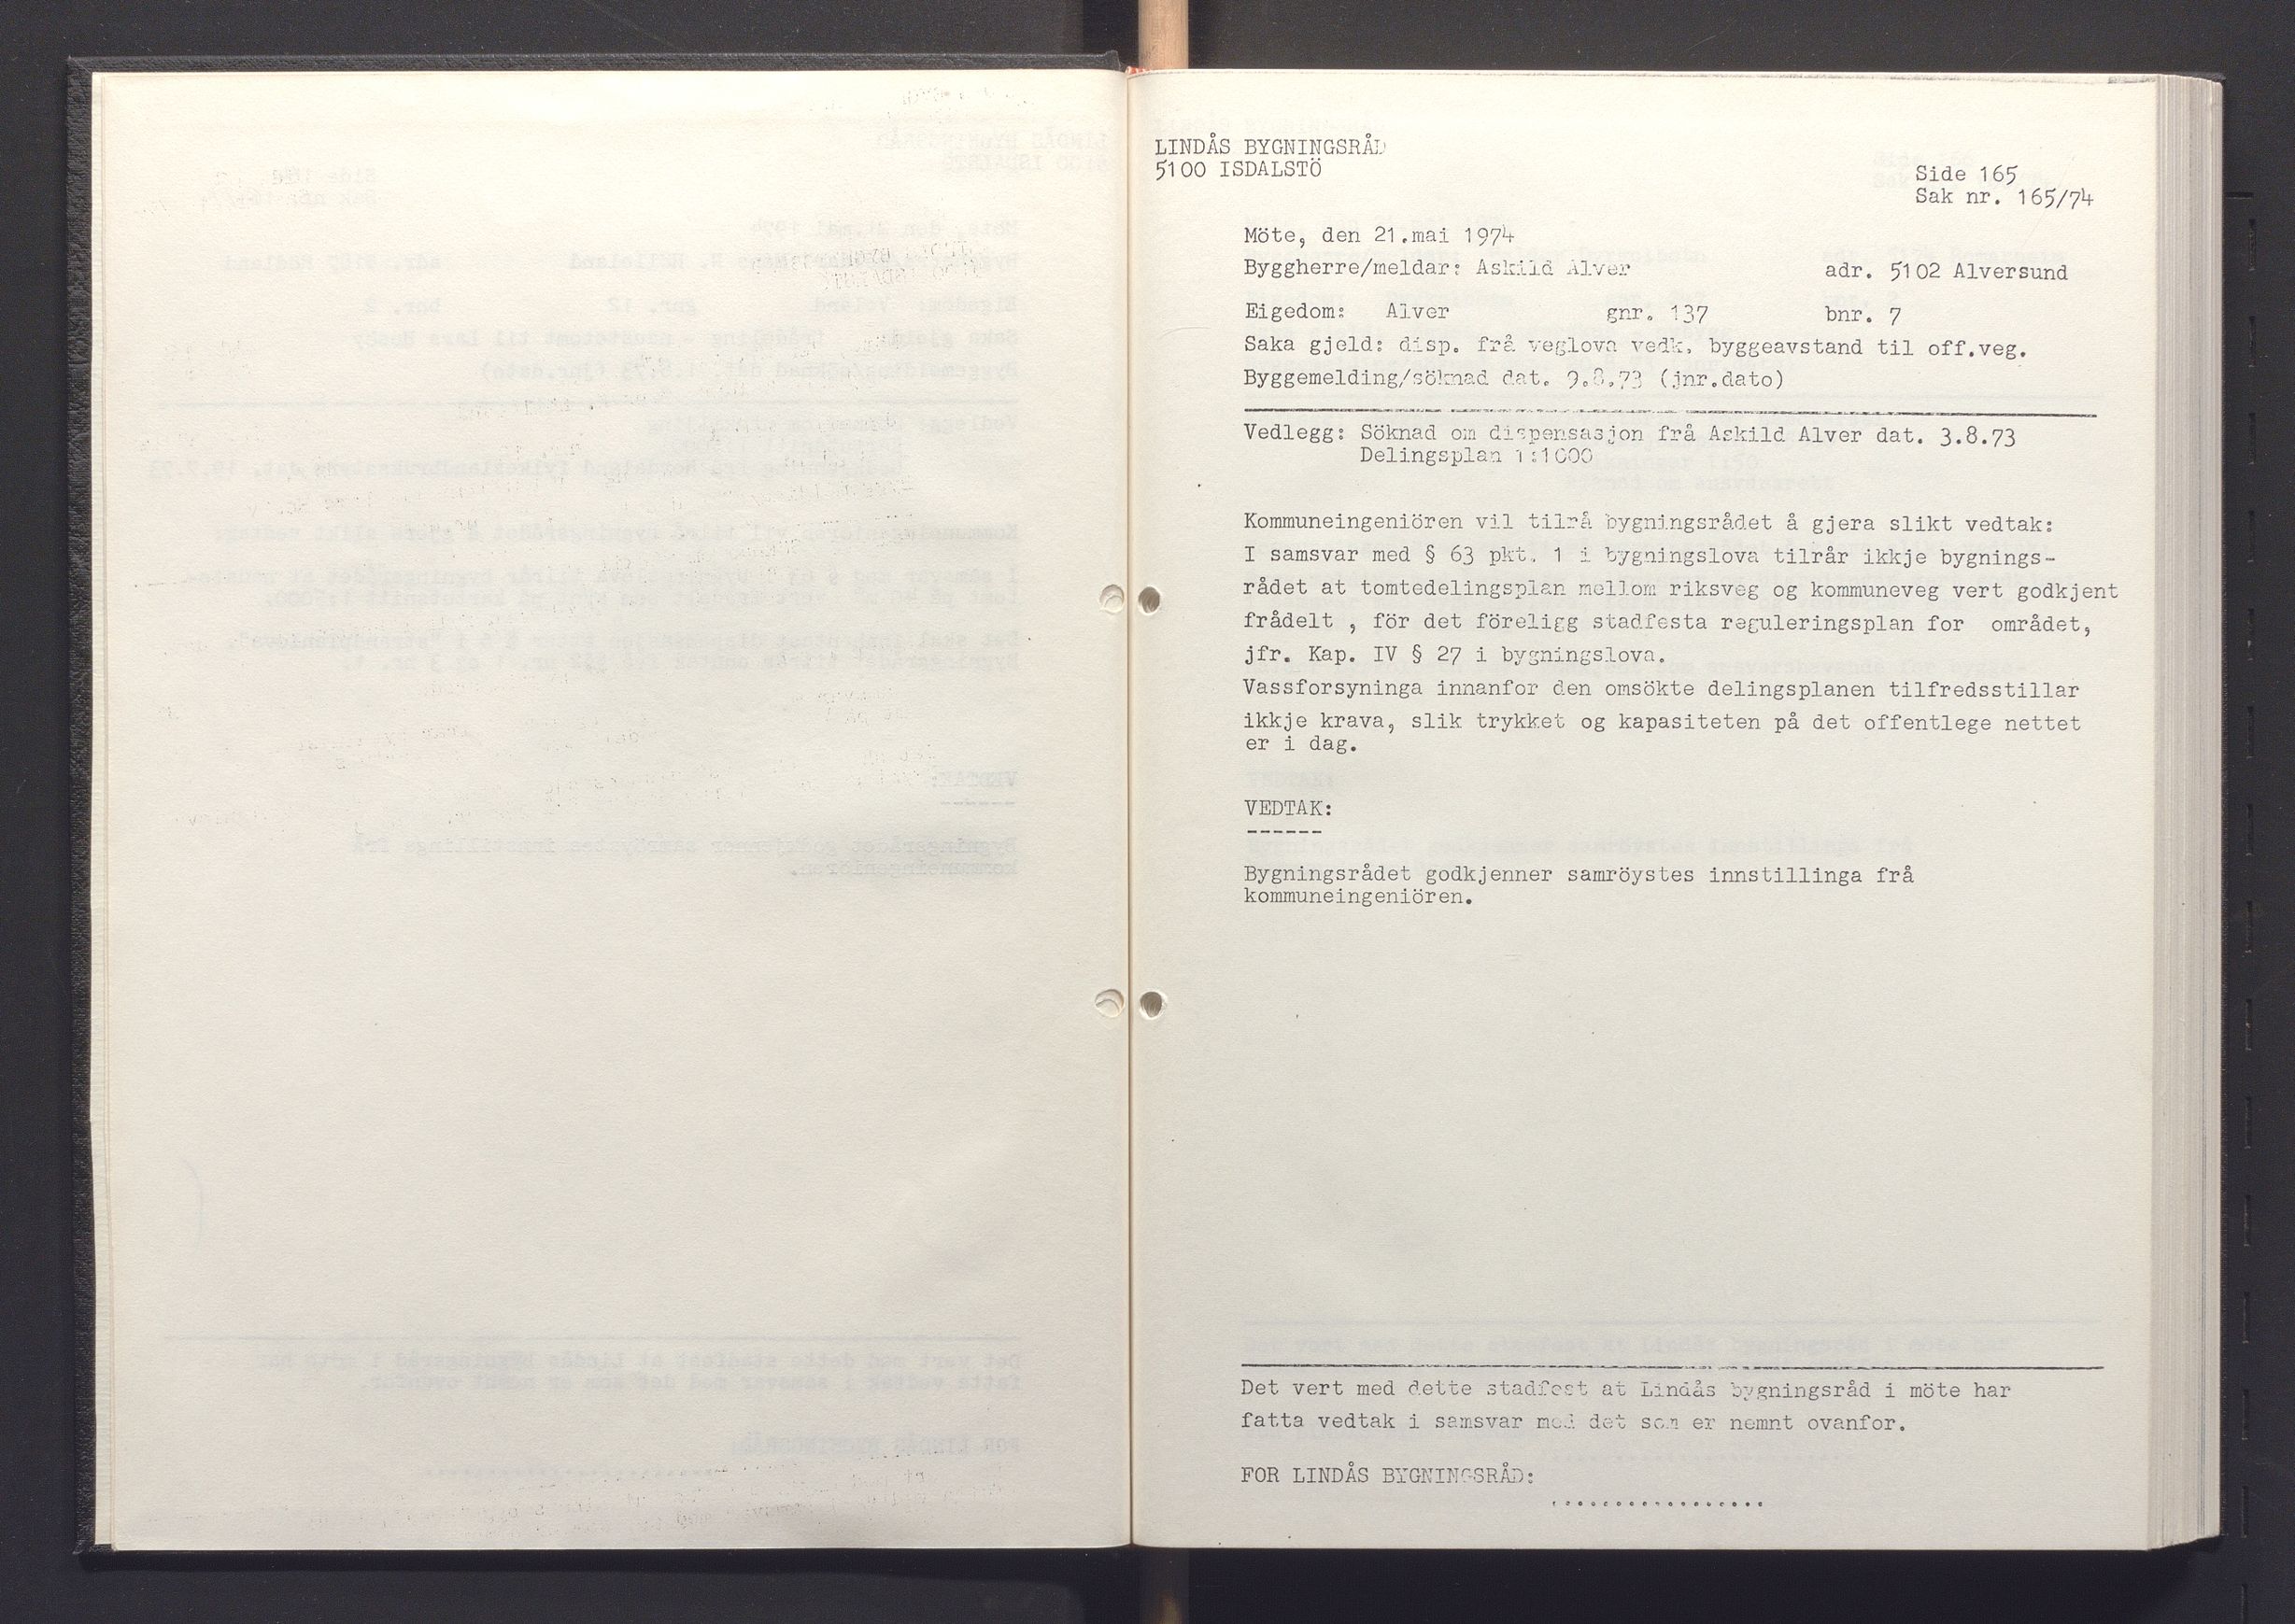 LINDÅS BYGNINGSRÅD
5100 ISDALSTÖ
Side 165
Sak nr. 165/74
Möte, den 21.mai 1974
Byggherre/meldar: Askild Alver adr. 5102 Alversund
Eigedom: Alver gnr. 137 bnr. 7
Saka gjeld: disp. frå veglova vedk. byggeavstand til off.veg.
Byggemelding/söknad dat. 9.8.73 (jnr.dato)
Vedlegg: Söknad om dispensasjon frå Askild Alver dat. 3.8.73
Delingsplan 1:1000
Kommuneingeniören vil tilrå bygningsrådet å gjera slikt vedtak:
I samsvar med § 63 pkt. 1 i bygningslova tilrår ikkje bygnings-
rådet at tomtedelingsplan mellom riksveg og kommuneveg vert godkjent
frådelt , för det föreligg stadfesta reguleringsplan for området,
jfr. Kap. IV § 27 i bygningslova.
Vassforsyninga innanfor den omsökte delingsplanen tilfredsstillar
ikkje krava, slik trykket og kapasiteten på det offentlege nettet
er i dag.
VEDTAK:
------
Bygningsrådet godkjenner samröystes innstillinga frå
kommuneingeniören.
Det vert med dette stadfest at Lindås bygningsråd i möte har
fatta vedtak i samsvar med det som er nemnt ovanfor.
FOR LINDÅS BYGNINGSRÅD:
.................